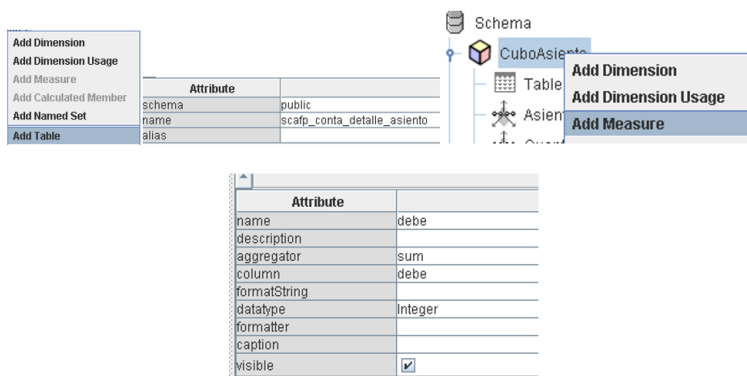 Add Dimension
Add Dimension Usage
Add Measure
Add Calculated Member
Add Named Set
Add Table
Attribute
schema public
name scafp_conta_detalle_asiento
alias
Schema
CuboAsiento
Table
Asien
Add Dimension
Add Dimension Usage
Add Measure
Attribute
name debe
description
aggregator sum
column debe
formatString
datatype Integer
formatter
caption
visible